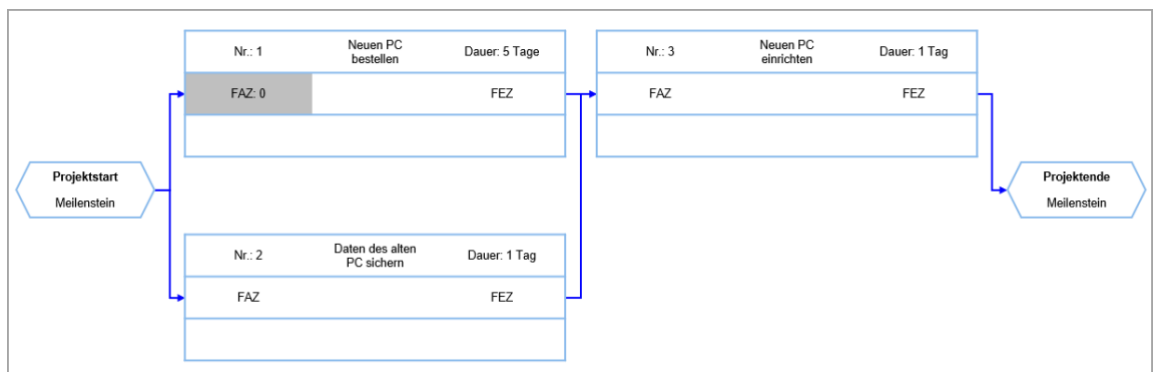 Nr.: 1 Neuen PC Dauer: 5 Tage
bestellen
FAZ: 0 FEZ
Nr.: 3 Neuen PC Dauer: 1 Tag
einrichten
FAZ FEZ
Projektstart
Meilenstein
Projektende
Meilenstein
Nr.: 2 Daten des alten Dauer: 1 Tag
PC sichern
FAZ FEZ